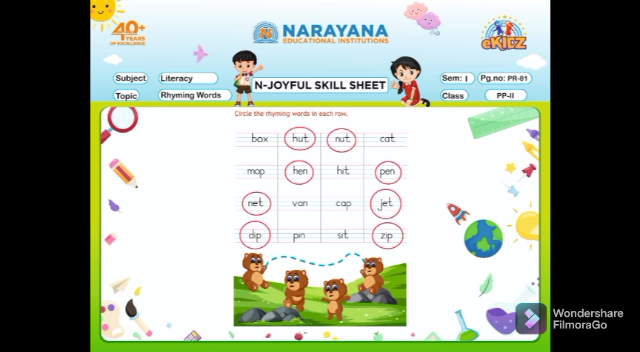 40+
YEARS
OF EXCELLENCE
NARAYANA
EDUCATIONAL INSTITUTIONS
eKIDZ
Subject Literacy
N-JOYFUL SKILL SHEET
Sem: I Pg.no: PR-81
Topic Rhyming Words
Class PP-II
Circle the rhyming words in each row.
box hut nut cat
mop hen hit pen
net van cap jet
dip pin sit zip
Wondershare
FilmoraGo